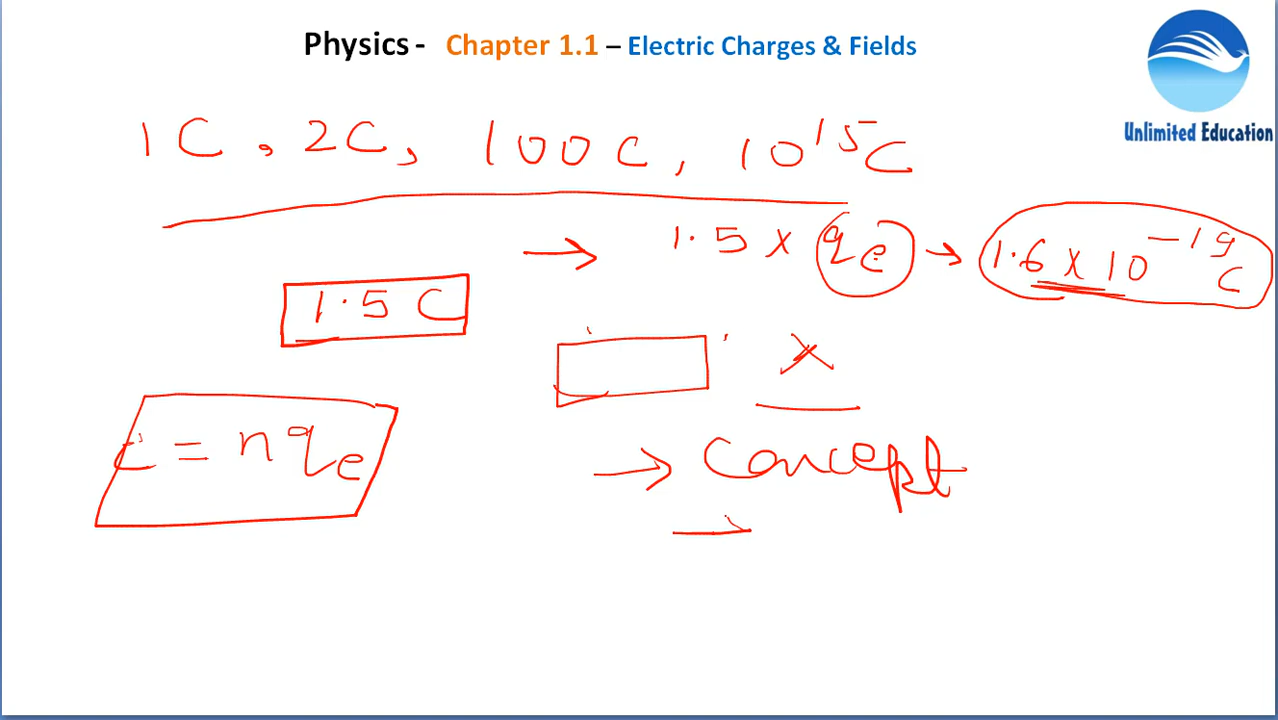 Physics - Chapter 1.1 – Electric Charges & Fields
Unlimited Education
1 C , 2C, 100C, 10¹⁵C
→ 1.5 x qe → 1.6 x 10⁻¹⁹ C
1.5 C
x
= nqe
→ Concept
→